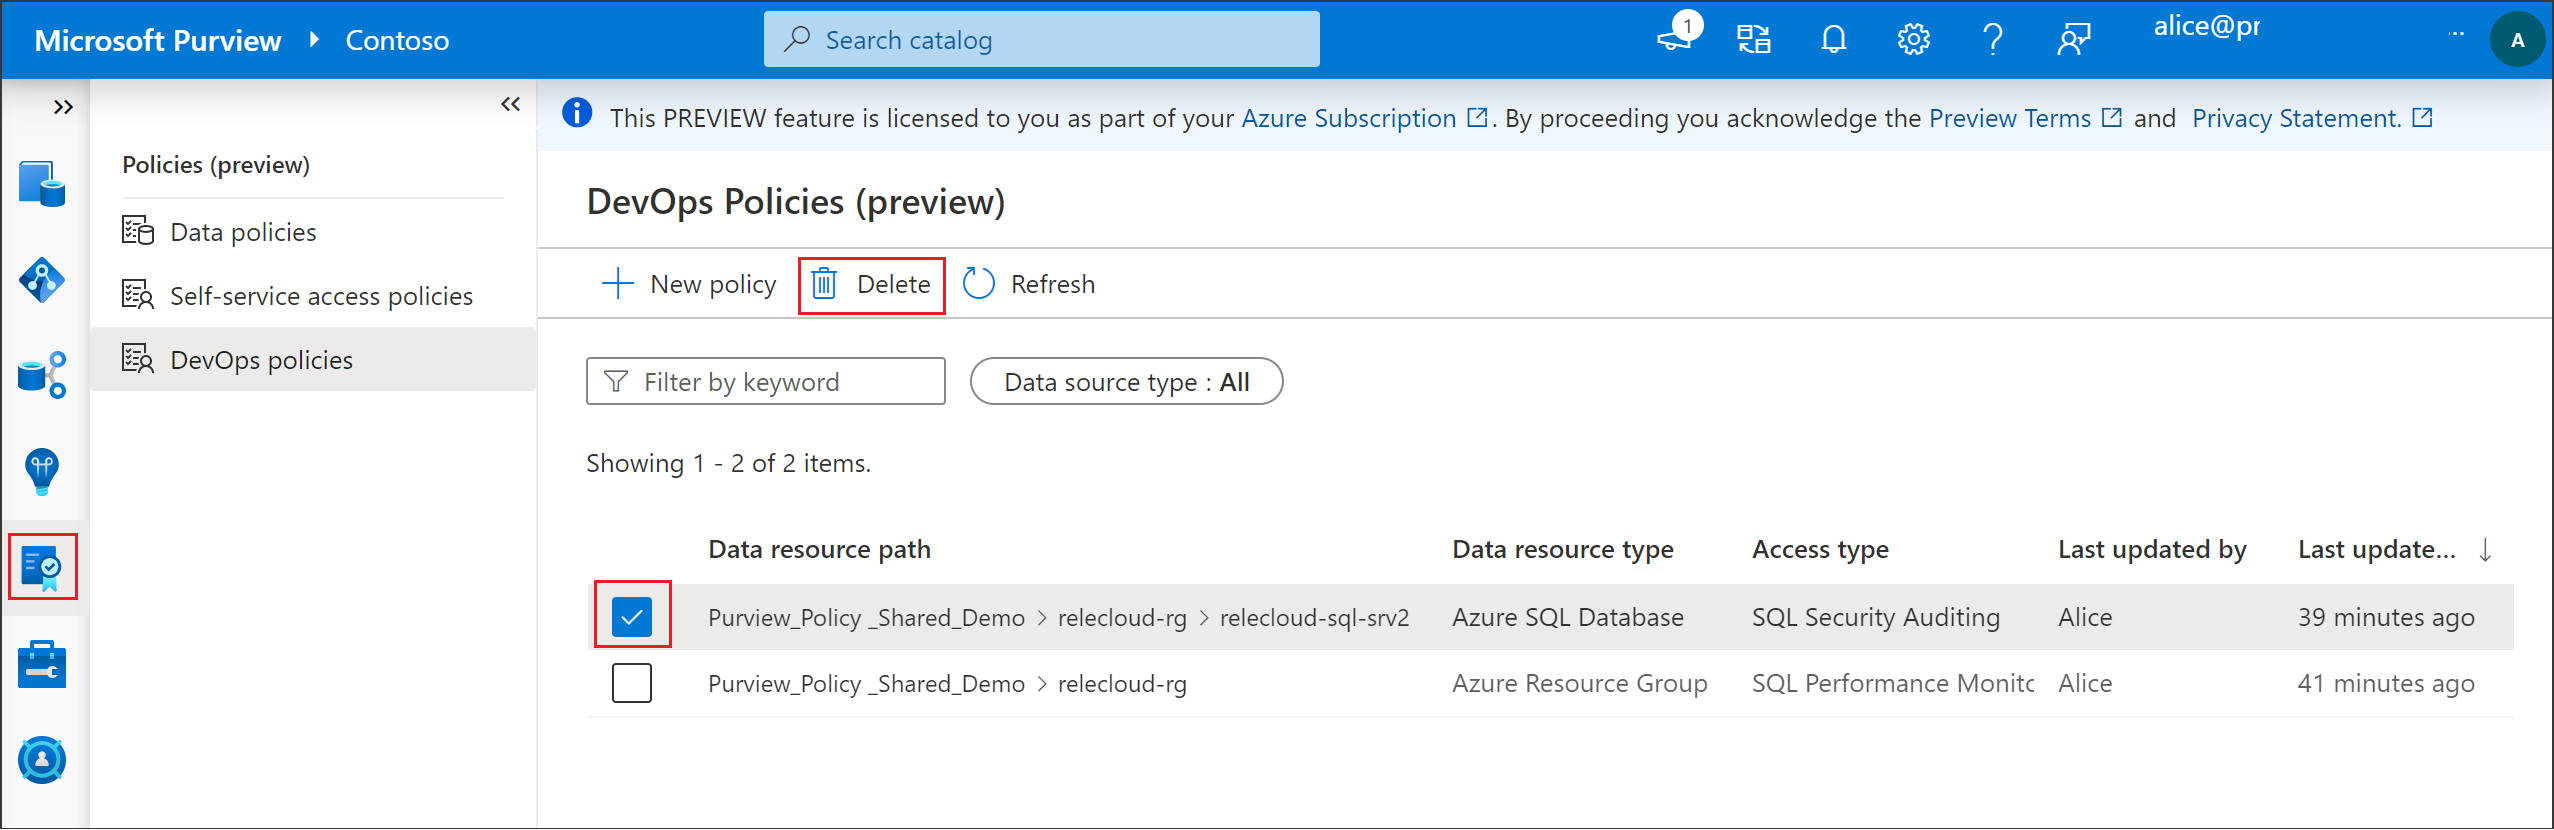 Microsoft Purview Contoso
Search catalog
1
alice@pr
...
A
This PREVIEW feature is licensed to you as part of your Azure Subscription . By proceeding you acknowledge the Preview Terms and Privacy Statement.
Policies (preview)
Data policies
Self-service access policies
DevOps policies
DevOps Policies (preview)
New policy Delete Refresh
Filter by keyword Data source type : All
Showing 1 - 2 of 2 items.
Data resource path Data resource type Access type Last updated by Last update... ↓
Purview_Policy _Shared_Demo > relecloud-rg > relecloud-sql-srv2 Azure SQL Database SQL Security Auditing Alice 39 minutes ago
Purview_Policy _Shared_Demo > relecloud-rg Azure Resource Group SQL Performance Monito Alice 41 minutes ago